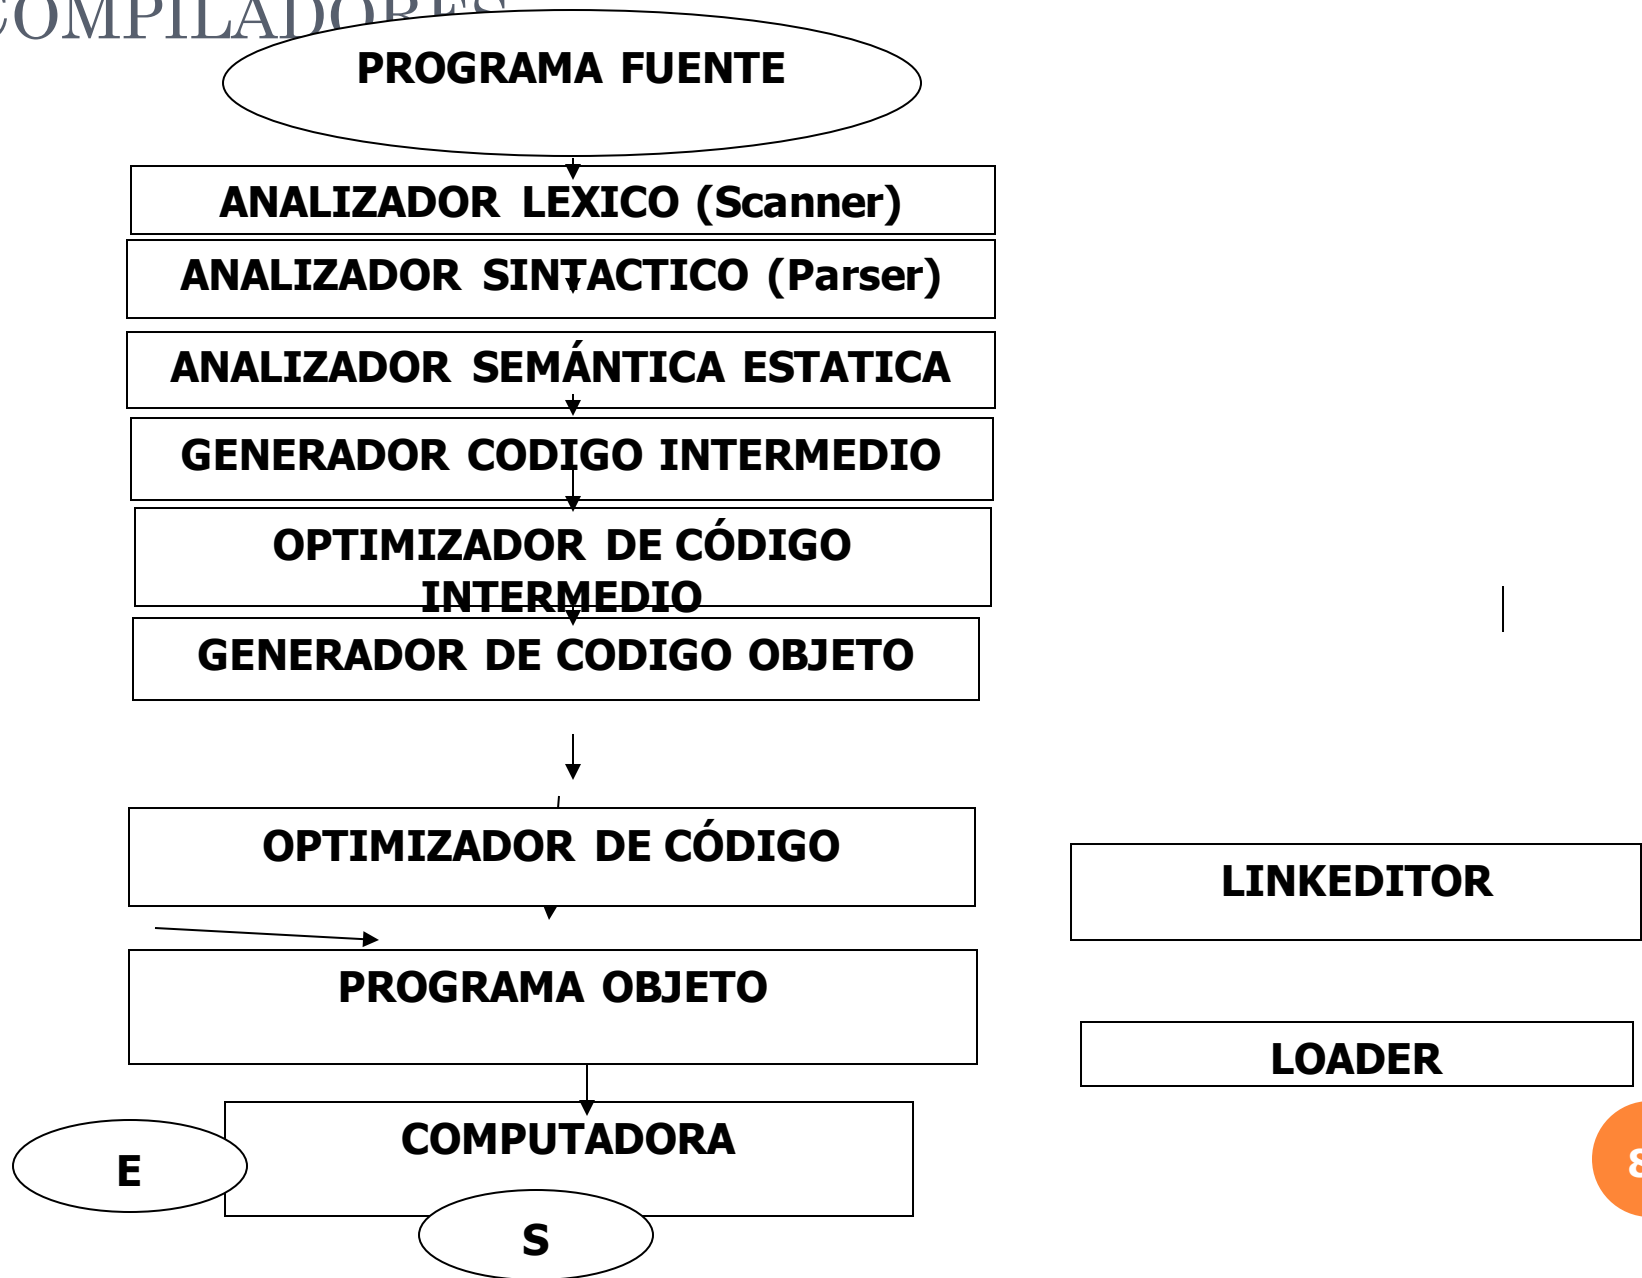 COMPILADORES
PROGRAMA FUENTE
ANALIZADOR LEXICO (Scanner)
ANALIZADOR SINTACTICO (Parser)
ANALIZADOR SEMÁNTICA ESTATICA
GENERADOR CODIGO INTERMEDIO
OPTIMIZADOR DE CÓDIGO
INTERMEDIO
GENERADOR DE CODIGO OBJETO
OPTIMIZADOR DE CÓDIGO
LINKEDITOR
PROGRAMA OBJETO
LOADER
COMPUTADORA
E
S